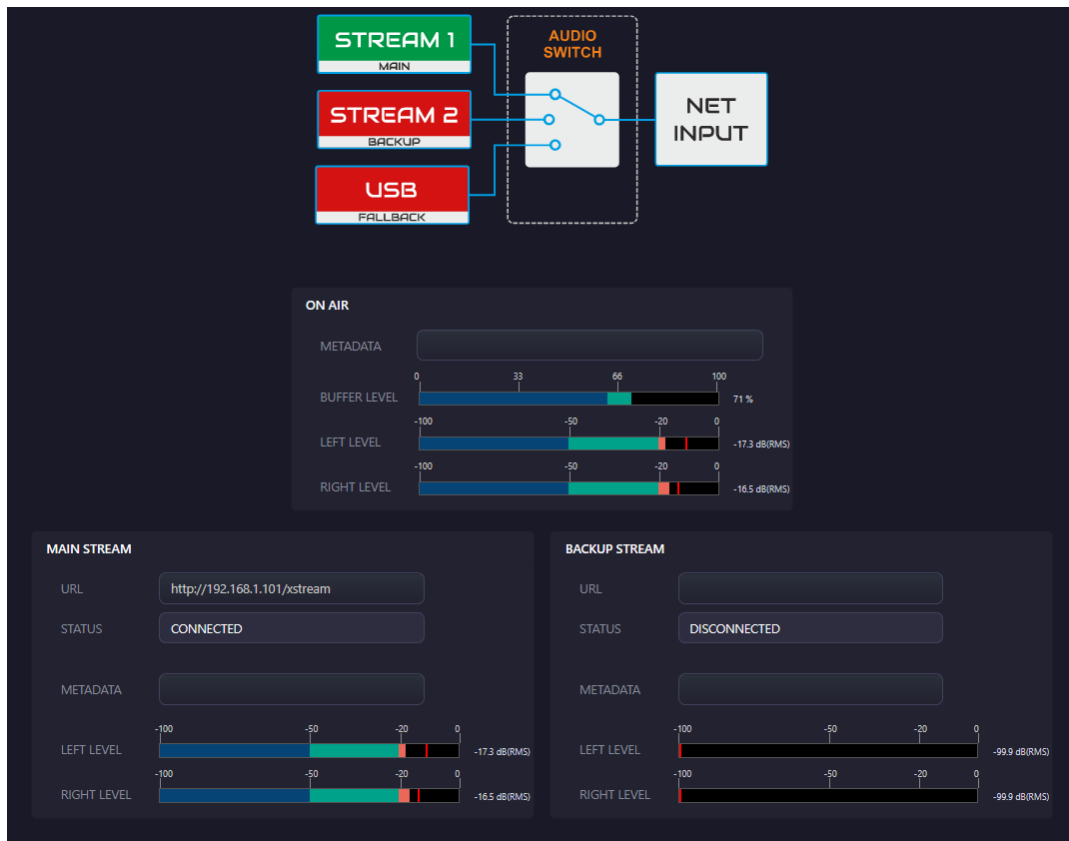 STREAM 1
MAIN
STREAM 2
BACKUP
USB
FALLBACK
AUDIO
SWITCH
NET
INPUT
ON AIR
METADATA
0 33 66 100
BUFFER LEVEL 71 %
-100 -50 -20 0
LEFT LEVEL -17.3 dB(RMS)
-100 -50 -20 0
RIGHT LEVEL -16.5 dB(RMS)
MAIN STREAM
URL http://192.168.1.101/xstream
STATUS CONNECTED
METADATA
-100 -50 -20 0
LEFT LEVEL -17.3 dB(RMS)
-100 -50 -20 0
RIGHT LEVEL -16.5 dB(RMS)
BACKUP STREAM
URL
STATUS DISCONNECTED
METADATA
-100 -50 -20 0
LEFT LEVEL -99.9 dB(RMS)
-100 -50 -20 0
RIGHT LEVEL -99.9 dB(RMS)